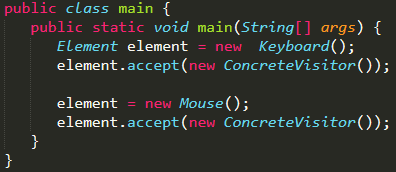 public class main {
public static void main(String[] args) {
Element element = new  Keyboard();
element.accept(new ConcreteVisitor());
element = new Mouse();
element.accept(new ConcreteVisitor());
}
}